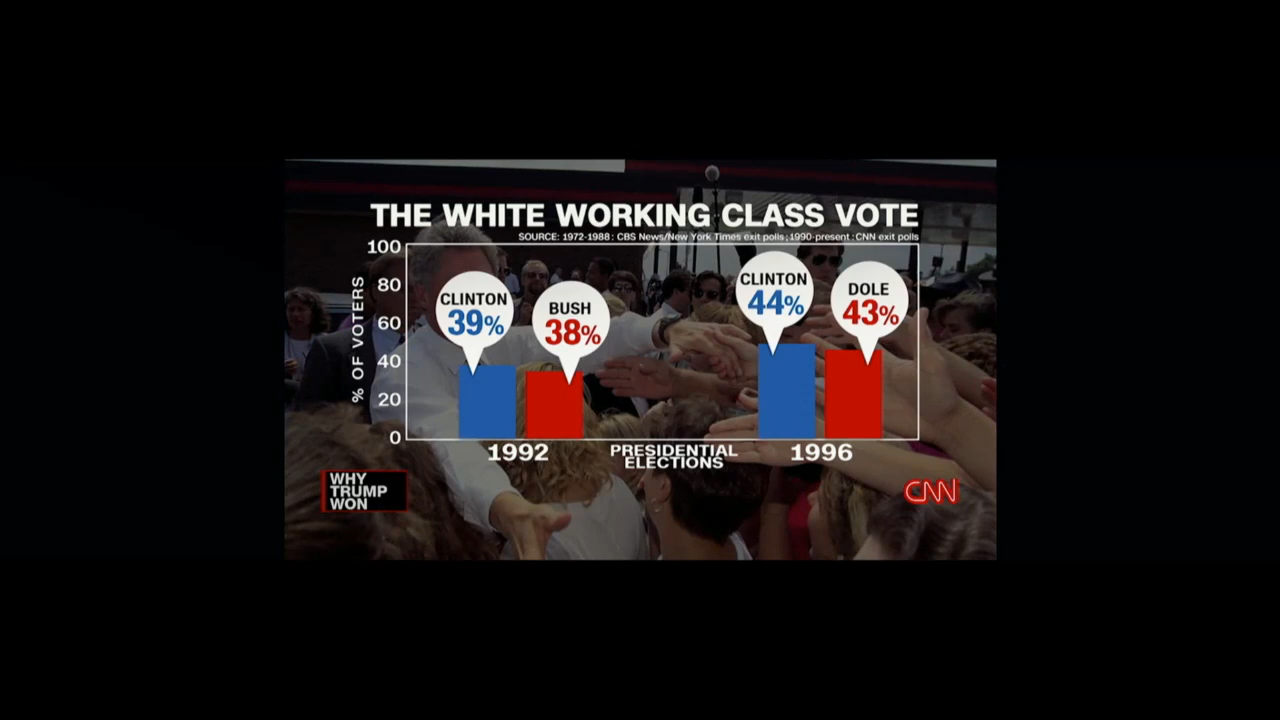 THE WHITE WORKING CLASS VOTE
SOURCE: 1972-1988: CBS News/New York Times exit polls; 1990-present: CNN exit polls
% OF VOTERS
100
80
60
40
20
0
CLINTON
39%
BUSH
38%
CLINTON
44%
DOLE
43%
1992
PRESIDENTIAL
ELECTIONS
1996
WHY
TRUMP
WON
CNN